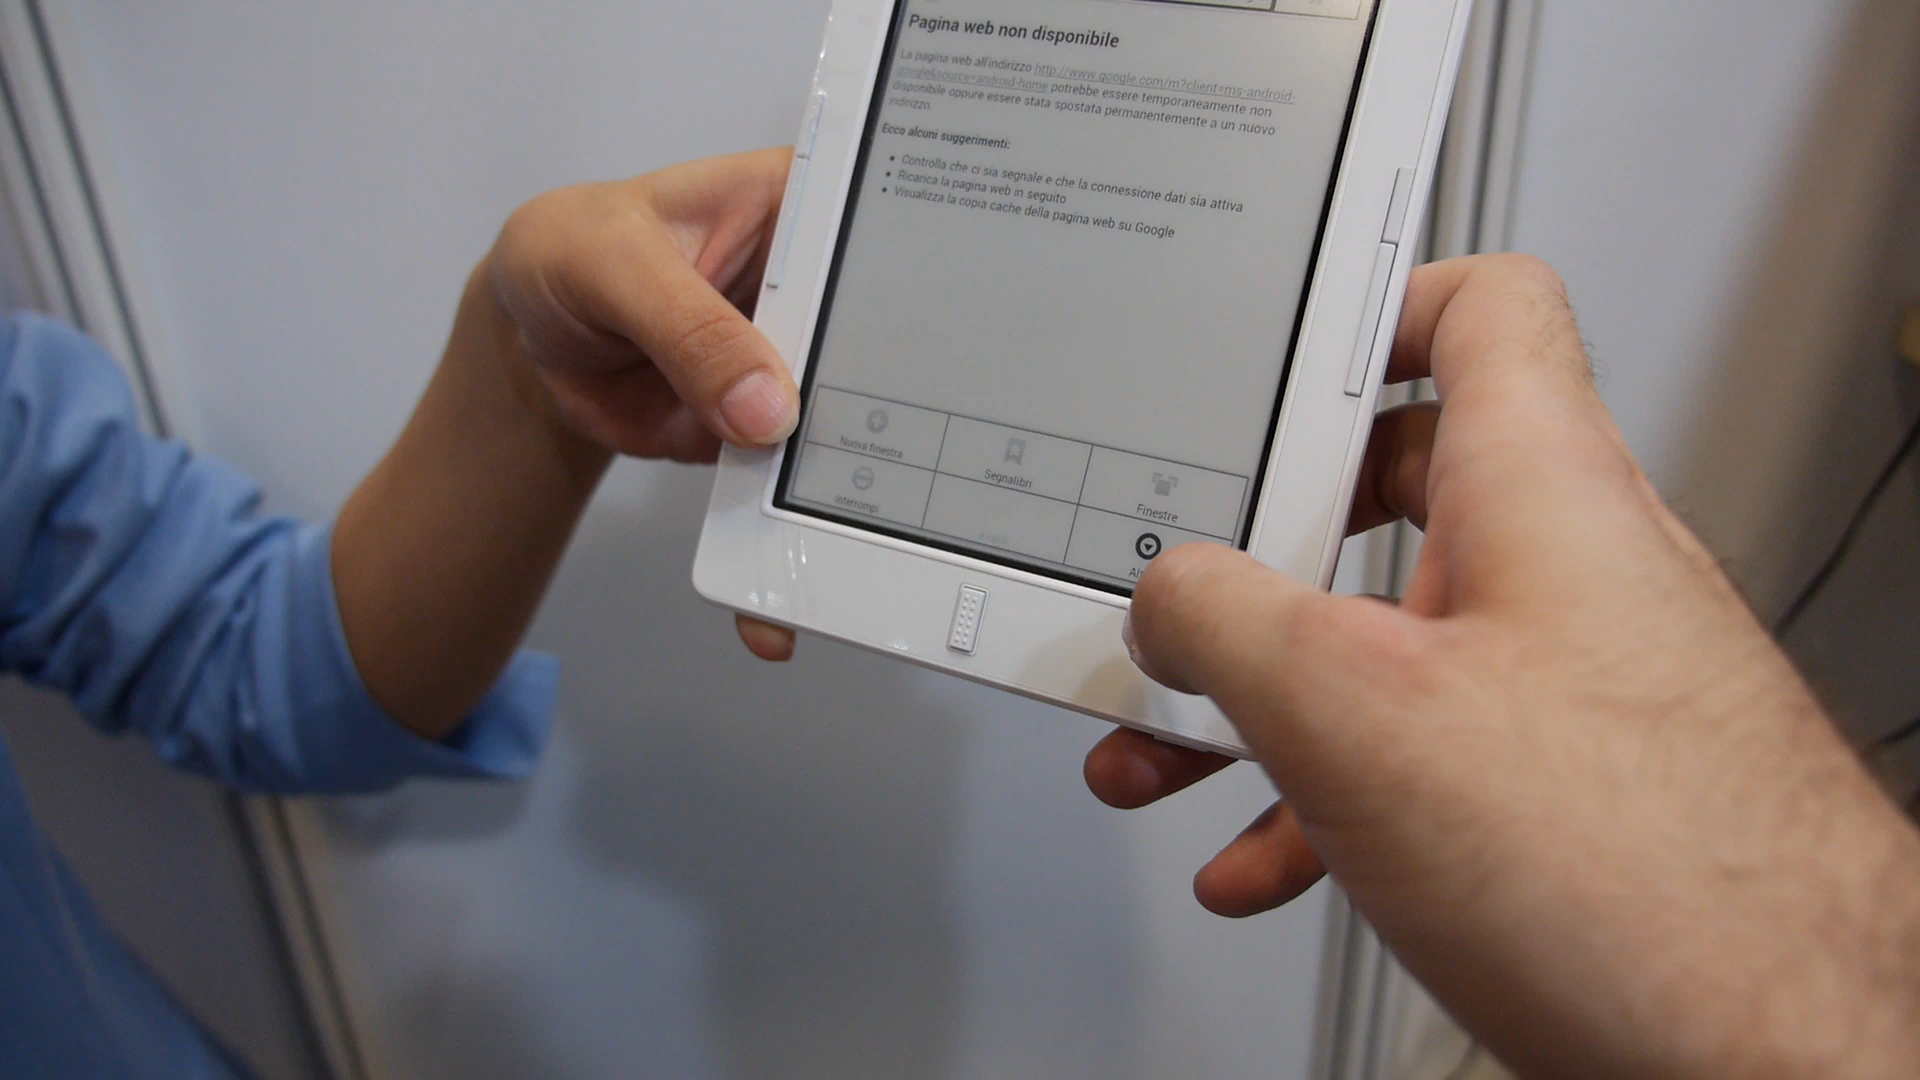 Pagina web non disponibile
La pagina web all'indirizzo http://www.google.com/m?client=ms-android-
google&source=android-home potrebbe essere temporaneamente non
disponibile oppure essere stata spostata permanentemente a un nuovo
indirizzo.
Ecco alcuni suggerimenti:
• Controlla che ci sia segnale e che la connessione dati sia attiva
• Ricarica la pagina web in seguito
• Visualizza la copia cache della pagina web su Google
Nuova finestra
Segnalibri
Finestre
Interrompi
Avanti